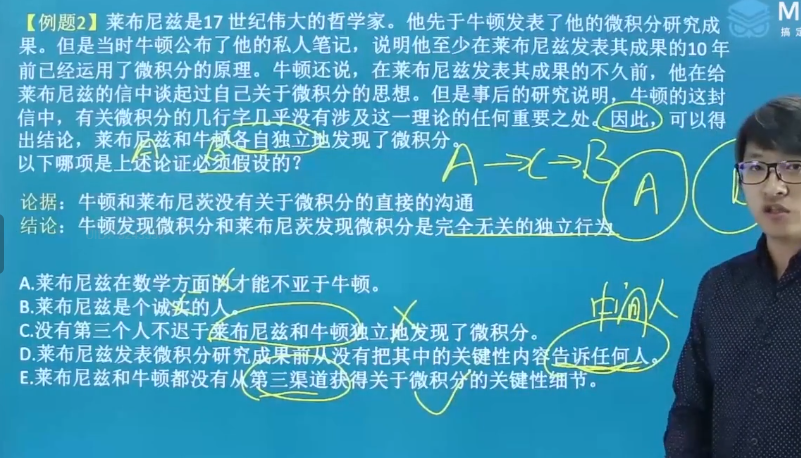 【例题2】莱布尼兹是17 世纪伟大的哲学家。他先于牛顿发表了他的微积分研究成
果。但是当时牛顿公布了他的私人笔记，说明他至少在莱布尼兹发表其成果的10 年
前已经运用了微积分的原理。牛顿还说，在莱布尼兹发表其成果的不久前，他在给
莱布尼兹的信中谈起过自己关于微积分的思想。但是事后的研究说明，牛顿的这封
信中，有关微积分的几行字几乎没有涉及这一理论的任何重要之处。因此，可以得
出结论，莱布尼兹和牛顿各自独立地发现了微积分。
以下哪项是上述论证必须假设的？
A B
A→C→B
A
论据：牛顿和莱布尼茨没有关于微积分的直接的沟通
结论：牛顿发现微积分和莱布尼茨发现微积分是完全无关的独立行为
A.莱布尼兹在数学方面的才能不亚于牛顿。
B.莱布尼兹是个诚实的人。
中间人
C.没有第三个人不迟于莱布尼兹和牛顿独立地发现了微积分。
D.莱布尼兹发表微积分研究成果前从没有把其中的关键性内容告诉任何人。
E.莱布尼兹和牛顿都没有从第三渠道获得关于微积分的关键性细节。
M